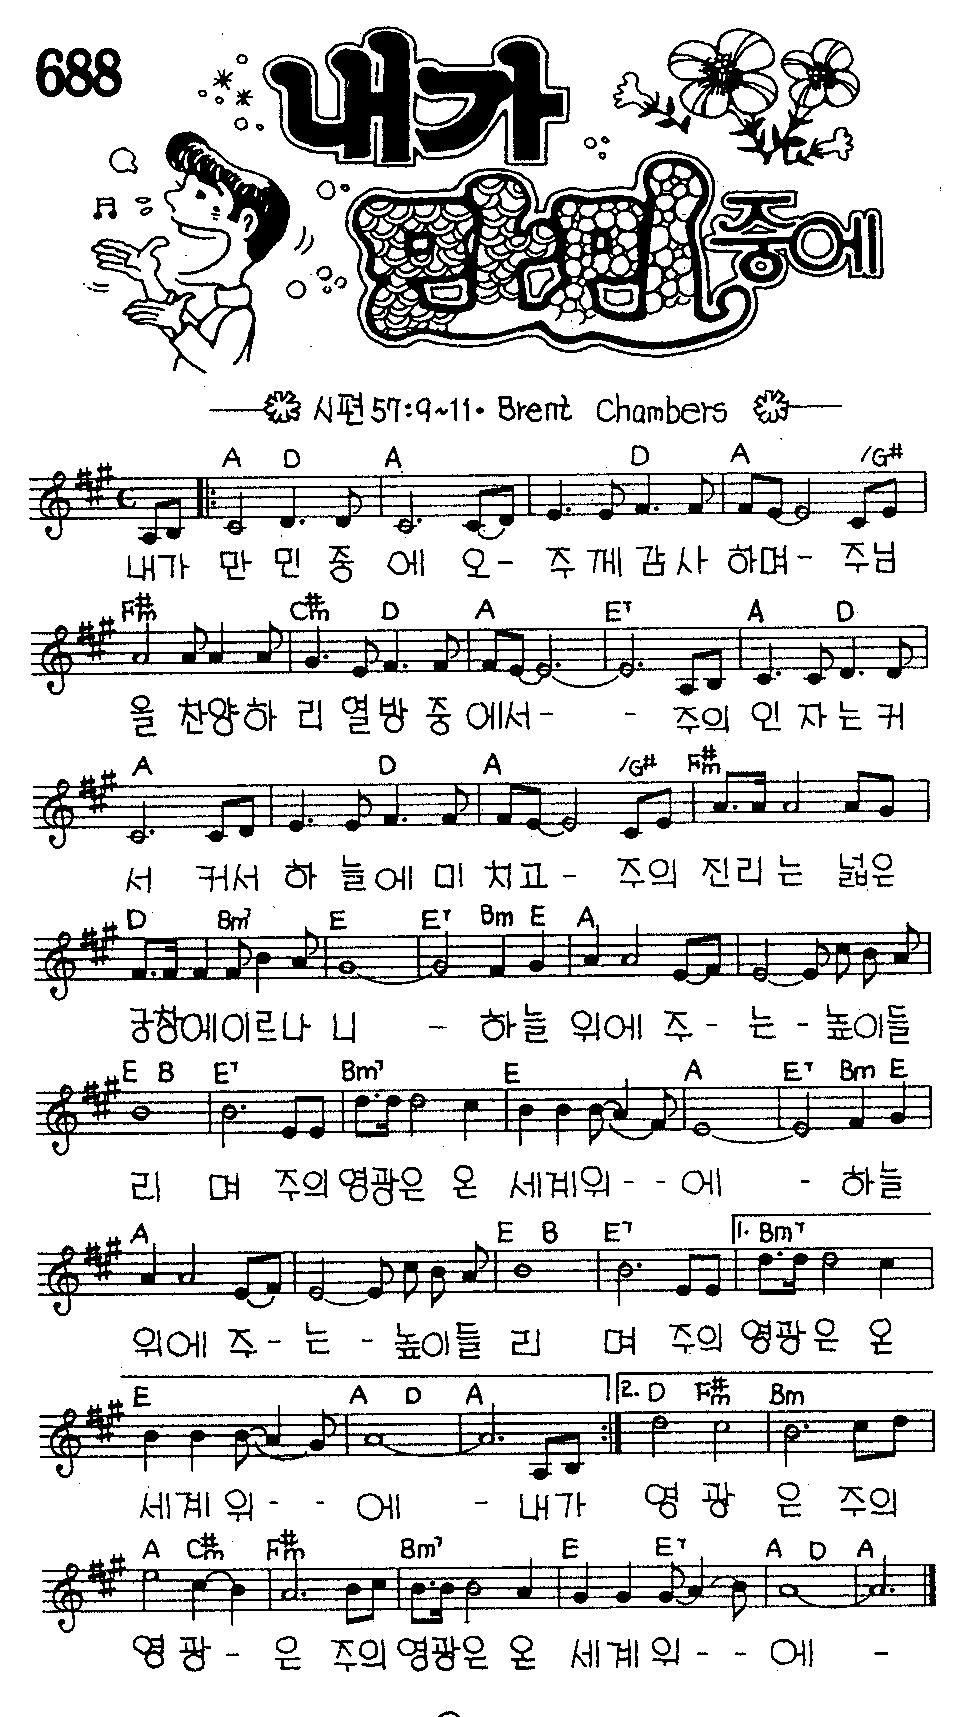 688
내가
만민중에
시편 57:9~11. Brent Chambers
A D A D A /G#
내가 만 민 중 에 오- 주 께 감 사 하며- 주님
F#m C#m D A E7 A D
을 찬양하 리 열방 중 에서- - 주의 인 자는커
A D A /G# F#m
서 커서 하 늘에 미 치고- 주의 진리는 넓은
D Bm7 E E7 Bm E A
궁창에이르나 니 - 하늘 위에 주- 는-높이들
E B E7 Bm7 E A E7 Bm E
리 며 주의영광은 온 세계위-- 에 - 하늘
A E B E7 1. Bm7
위에 주- 는 -높이들 리 며 주의 영광은 온
E A D A 2. D F#m Bm
세계 위- - 에 - 내가 영 광 은 주의
A C#m F#m Bm7 E E7 A D A
영 광- 은 주의 영광은 온 세계 위-- 에 -